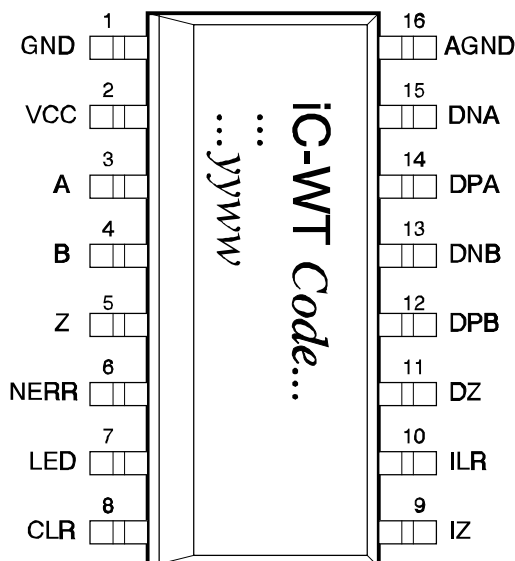 1 16
GND AGND
2 15
VCC DNA
3 14
A DPA
4 13
B DNB
5 12
Z DPB
6 11
NERR DZ
7 10
LED ILR
8 9
CLR IZ
iC-WT Code...
...
...yyww